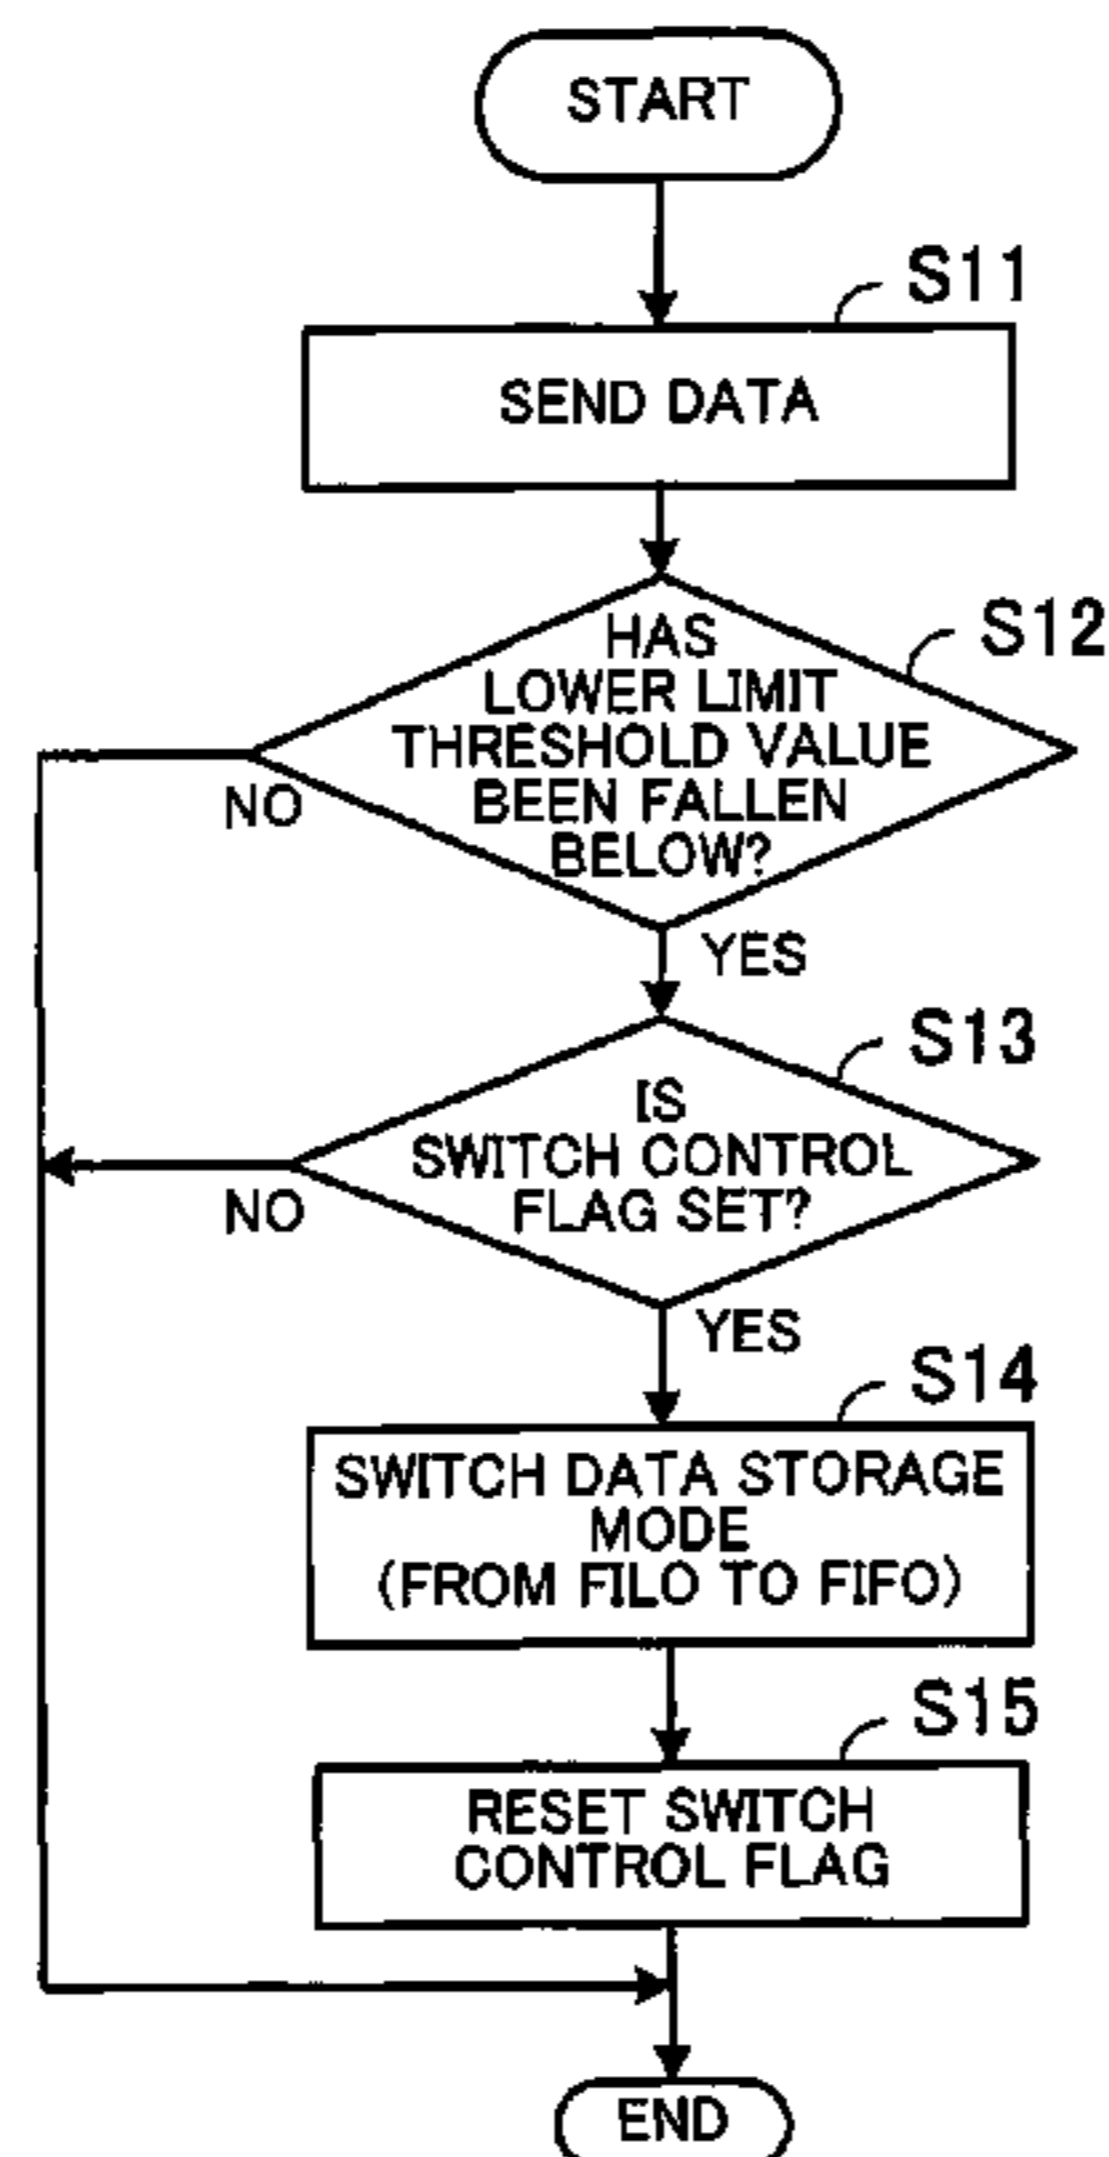 START
S11
SEND DATA
S12
HAS
LOWER LIMIT
THRESHOLD VALUE
BEEN FALLEN
BELOW?
NO
YES
S13
IS
SWITCH CONTROL
FLAG SET?
NO
YES
S14
SWITCH DATA STORAGE
MODE
(FROM FILO TO FIFO)
S15
RESET SWITCH
CONTROL FLAG
END